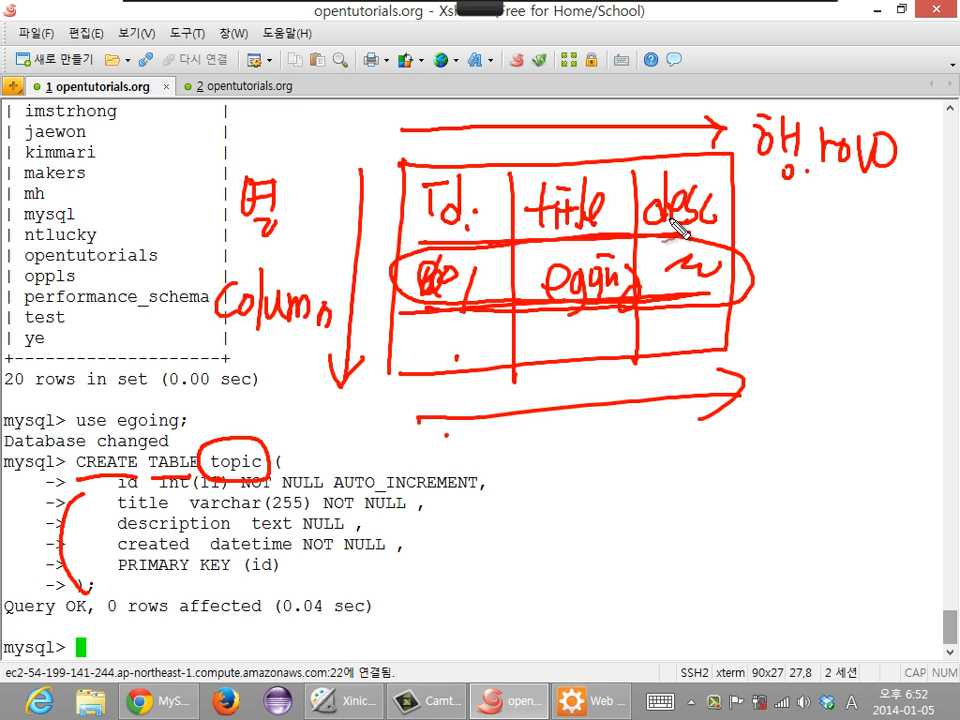 opentutorials.org - Xsh (Free for Home/School)
파일(F) 편집(E) 보기(V) 도구(T) 창(W) 도움말(H)
새로 만들기 다시 연결
1 opentutorials.org × 2 opentutorials.org
| imstrhong |
| jaewon |
| kimmari |
| makers |
| mh |
| mysql |
| ntlucky |
| opentutorials |
| oppls |
| performance_schema |
| test |
| ye |
+--------------------+
20 rows in set (0.00 sec)
행. row
열
column
id. title desc
1 egoing
mysql> use egoing;
Database changed
mysql> CREATE TABLE topic (
-> id int(11) NOT NULL AUTO_INCREMENT,
-> title varchar(255) NOT NULL ,
-> description text NULL ,
-> created datetime NOT NULL ,
-> PRIMARY KEY (id)
-> );
Query OK, 0 rows affected (0.04 sec)
mysql>
ec2-54-199-141-244.ap-northeast-1.compute.amazonaws.com:22에 연결됨. SSH2 xterm 90x27 27,8 2 세션 CAP NUM
MyS... Xinic... Camt... open... Web ... A 오후 6:52
2014-01-05